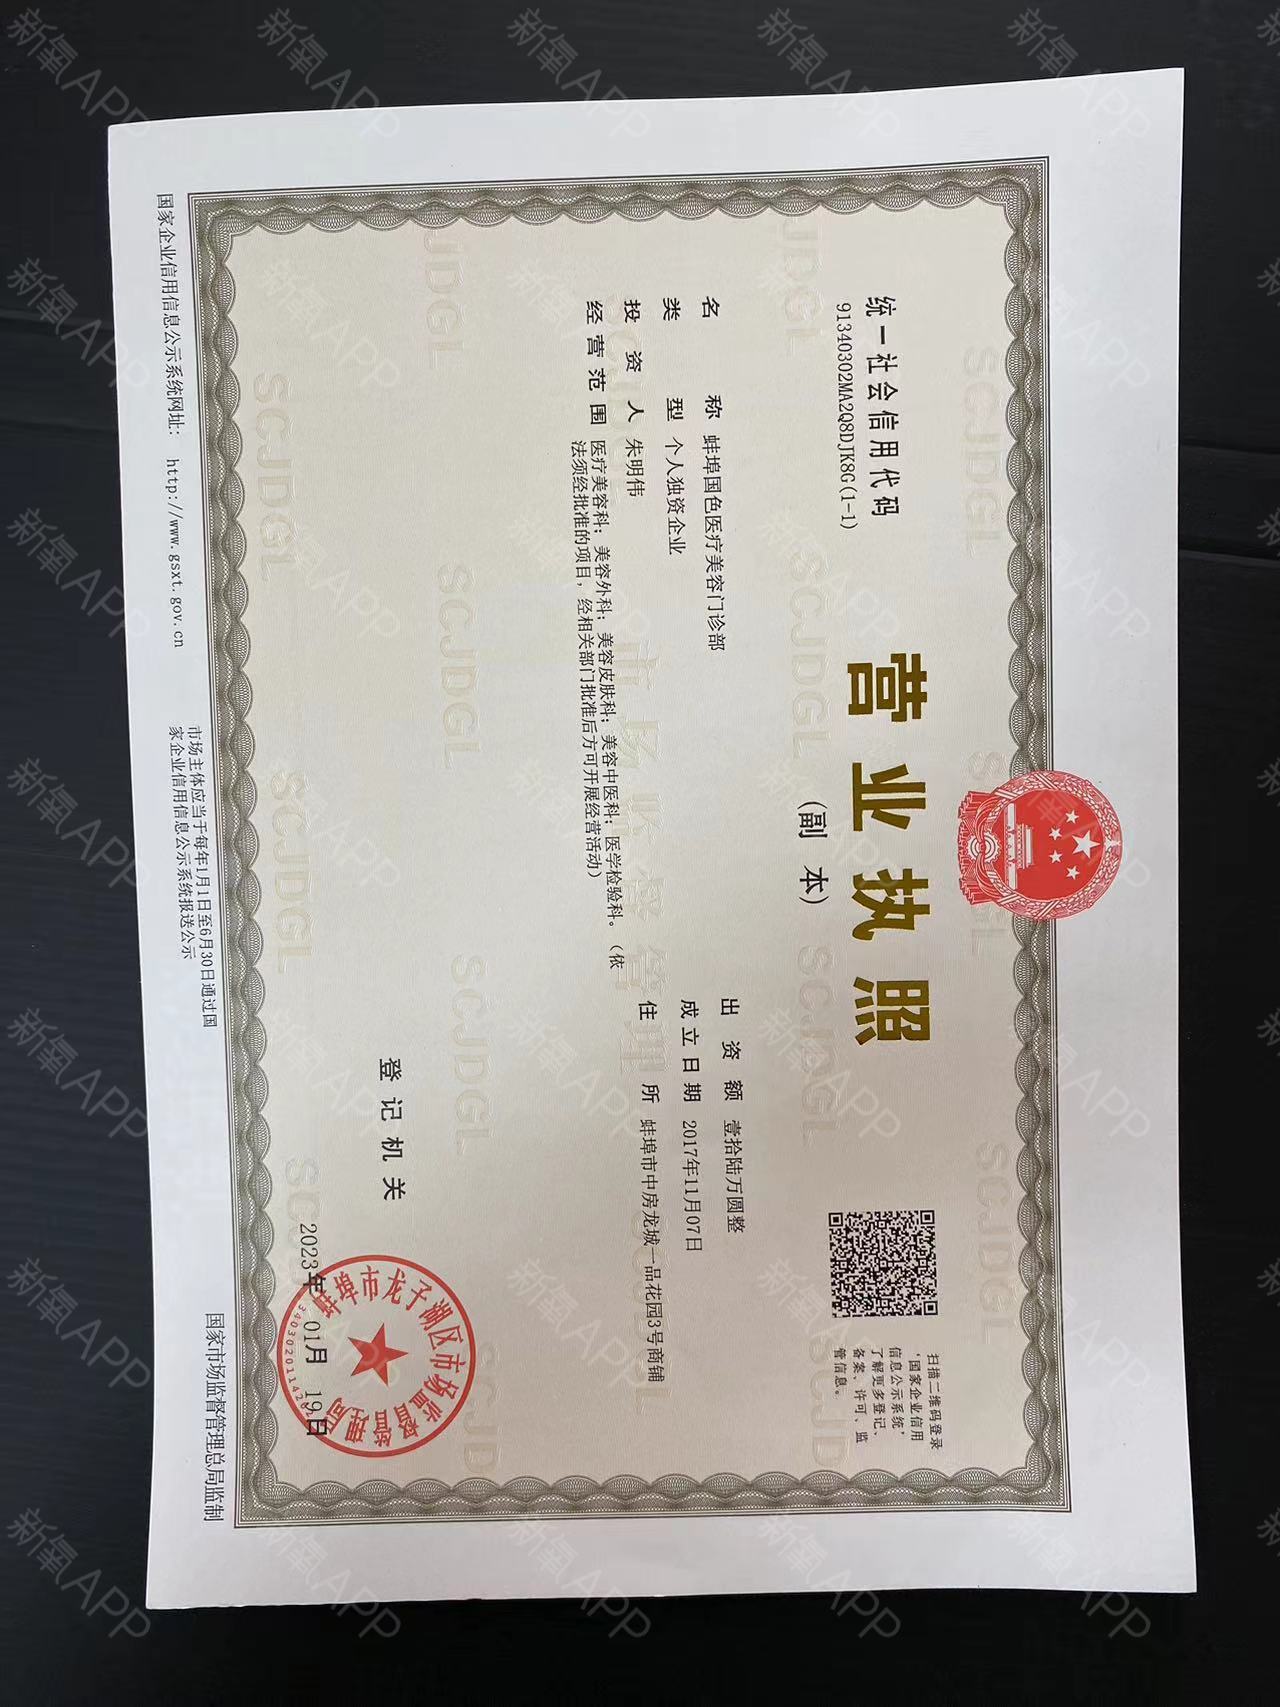 统一社会信用代码
91340302MA2Q8DJK8G(1-1)
营业执照
(副 本)
扫描二维码登录
‘国家企业信用
信息公示系统’
了解更多登记、
备案、许可、监
管信息。
名 称 蚌埠国色医疗美容门诊部
类 型 个人独资企业
投 资 人 朱明伟
经 营 范 围 医疗美容科；美容外科；美容皮肤科；美容中医科；医学检验科。（依
法须经批准的项目，经相关部门批准后方可开展经营活动）
出 资 额 壹拾陆万圆整
成 立 日 期 2017年11月07日
住 所 蚌埠市中房龙城一品花园3号商铺
登 记 机 关
蚌埠市龙子湖区市场监督管理局
2023年 01月 19日
国家企业信用信息公示系统网址： http://www.gsxt.gov.cn
市场主体应当于每年1月1日至6月30日通过国
家企业信用信息公示系统报送公示
国家市场监督管理总局监制
SCJDGL
市场监督管理
新氧APP